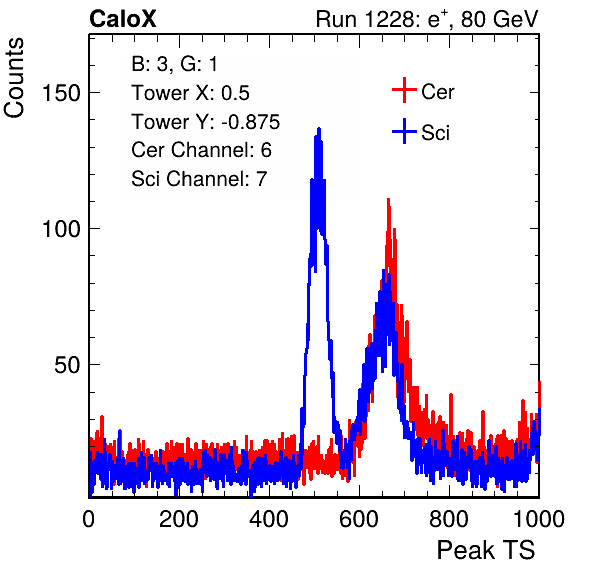 CaloX Run 1228: e+, 80 GeV
B: 3, G: 1
Tower X: 0.5
Tower Y: -0.875
Cer Channel: 6
Sci Channel: 7
Cer
Sci
Counts
150
100
50
0 200 400 600 800 1000
Peak TS